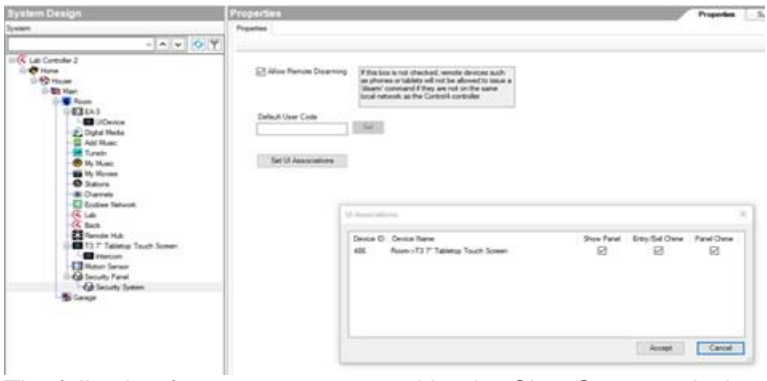 System Design
Properties
Properties
System
Properties
Lab Controller 2
Home
House
Main
Room
EA-3
UIDevice
Digital Media
Add Music
TuneIn
My Music
My Movies
Stations
Channels
Ecobee Network
Lab
Remote Hub
T3 7" Tabletop Touch Screen
Intercom
Motion Sensor
Security Panel
Security System
Garage
Allow Remote Disarming
If this box is not checked, remote devices such
as phones or tablets will not be allowed to issue a
'disarm' command if they are not on the same
local network as the Control4 controller
Default User Code
Set
Set UI Associations
UI Associations
Device ID Device Name Show Panel Entry/Exit Chime Panel Chime
Room->T3 7" Tabletop Touch Screen
Accept Cancel